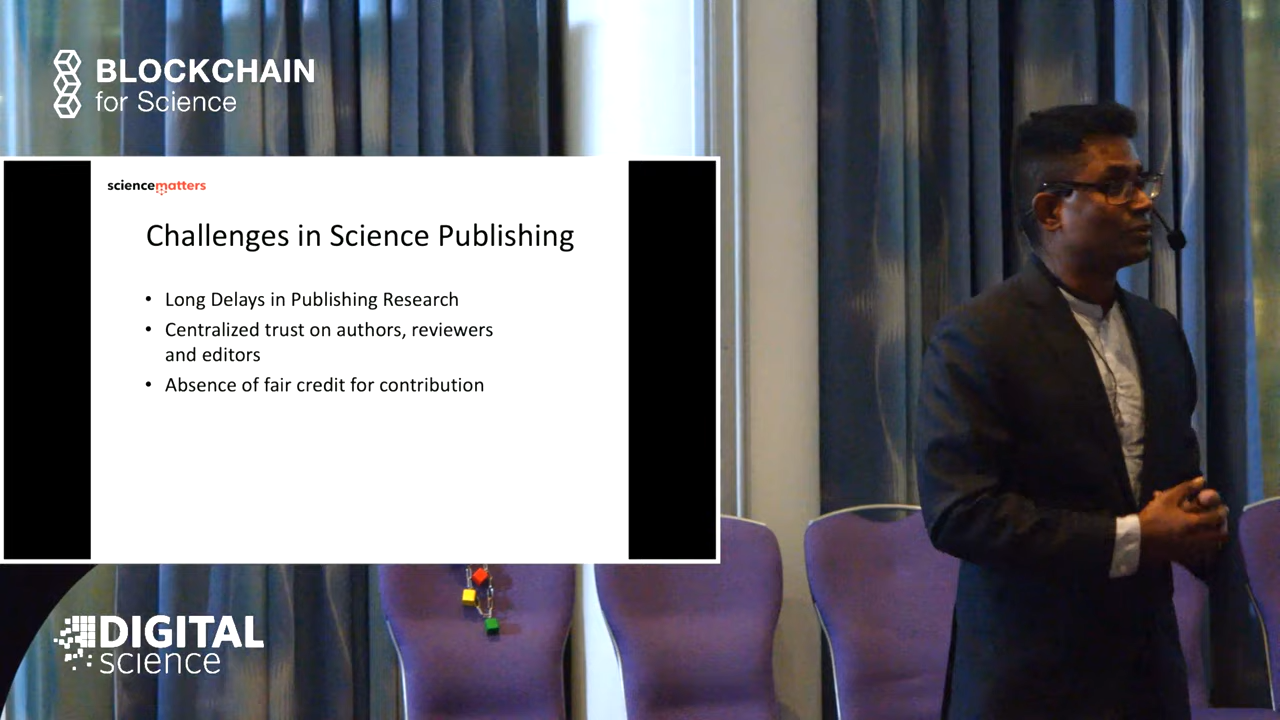 BLOCKCHAIN
for Science
sciencematters
Challenges in Science Publishing
• Long Delays in Publishing Research
• Centralized trust on authors, reviewers
and editors
• Absence of fair credit for contribution
DIGITAL
science